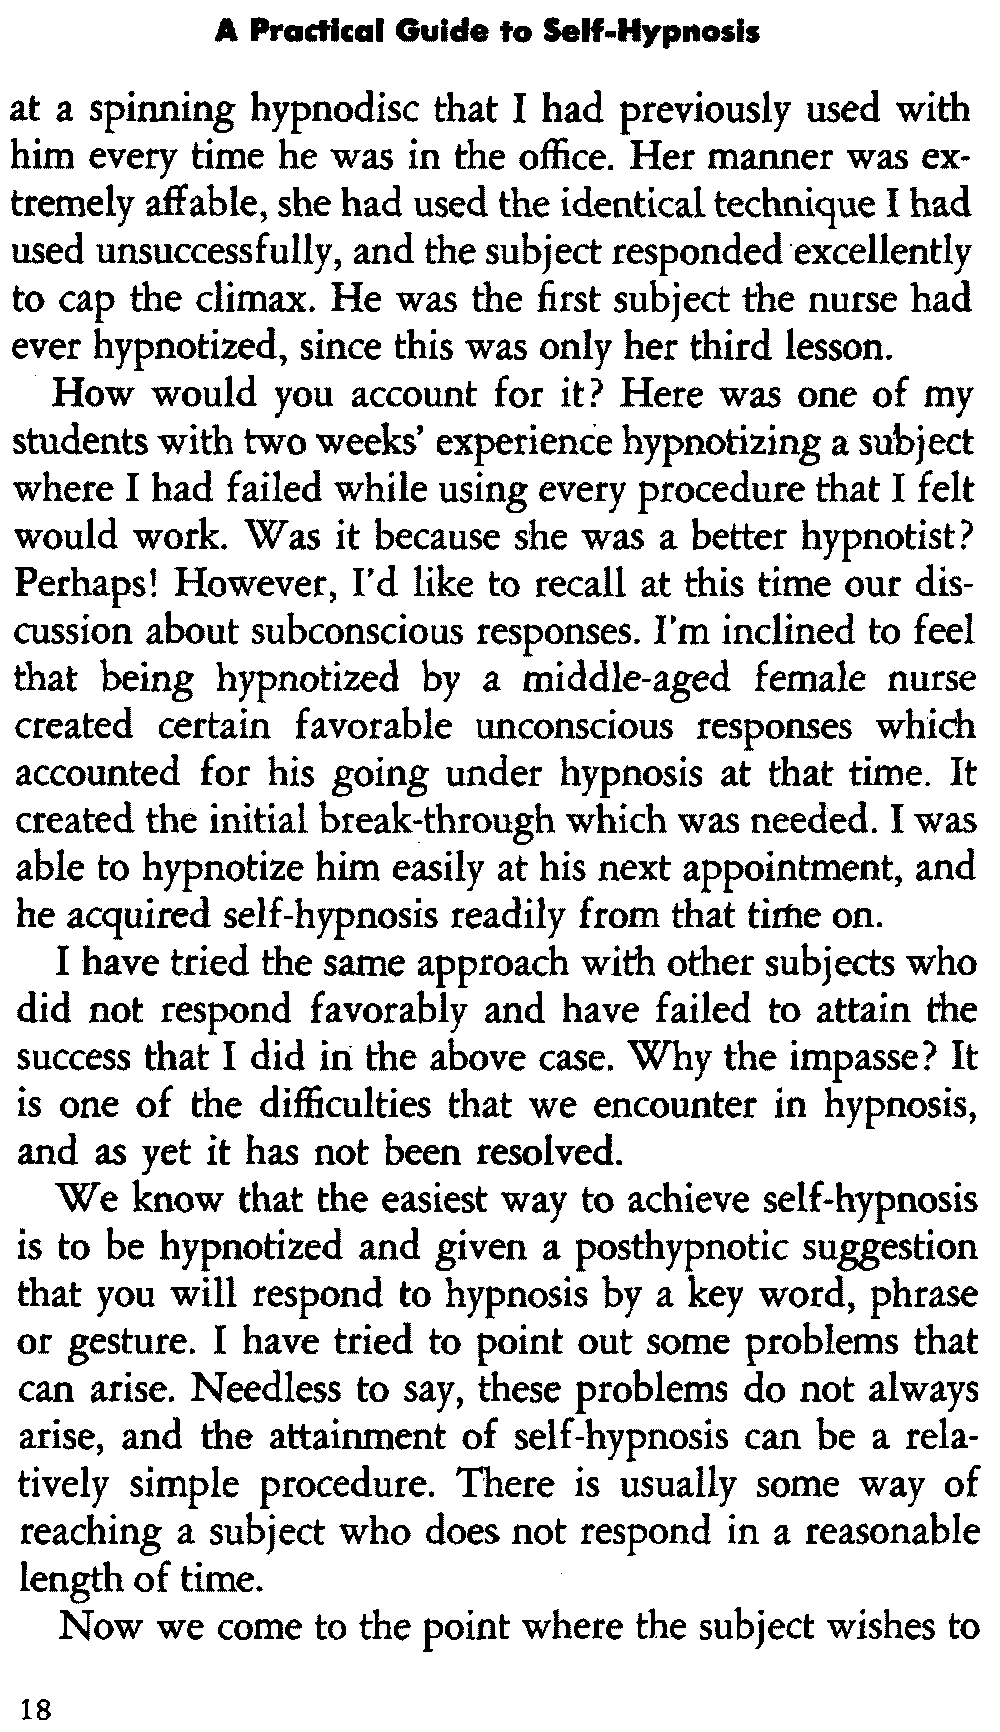 A Practical Guide to Self-Hypnosis
at a spinning hypnodisc that I had previously used with
him every time he was in the office. Her manner was ex-
tremely affable, she had used the identical technique I had
used unsuccessfully, and the subject responded excellently
to cap the climax. He was the first subject the nurse had
ever hypnotized, since this was only her third lesson.
How would you account for it? Here was one of my
students with two weeks' experience hypnotizing a subject
where I had failed while using every procedure that I felt
would work. Was it because she was a better hypnotist?
Perhaps! However, I'd like to recall at this time our dis-
cussion about subconscious responses. I'm inclined to feel
that being hypnotized by a middle-aged female nurse
created certain favorable unconscious responses which
accounted for his going under hypnosis at that time. It
created the initial break-through which was needed. I was
able to hypnotize him easily at his next appointment, and
he acquired self-hypnosis readily from that time on.
I have tried the same approach with other subjects who
did not respond favorably and have failed to attain the
success that I did in the above case. Why the impasse? It
is one of the difficulties that we encounter in hypnosis,
and as yet it has not been resolved.
We know that the easiest way to achieve self-hypnosis
is to be hypnotized and given a posthypnotic suggestion
that you will respond to hypnosis by a key word, phrase
or gesture. I have tried to point out some problems that
can arise. Needless to say, these problems do not always
arise, and the attainment of self-hypnosis can be a rela-
tively simple procedure. There is usually some way of
reaching a subject who does not respond in a reasonable
length of time.
Now we come to the point where the subject wishes to
18